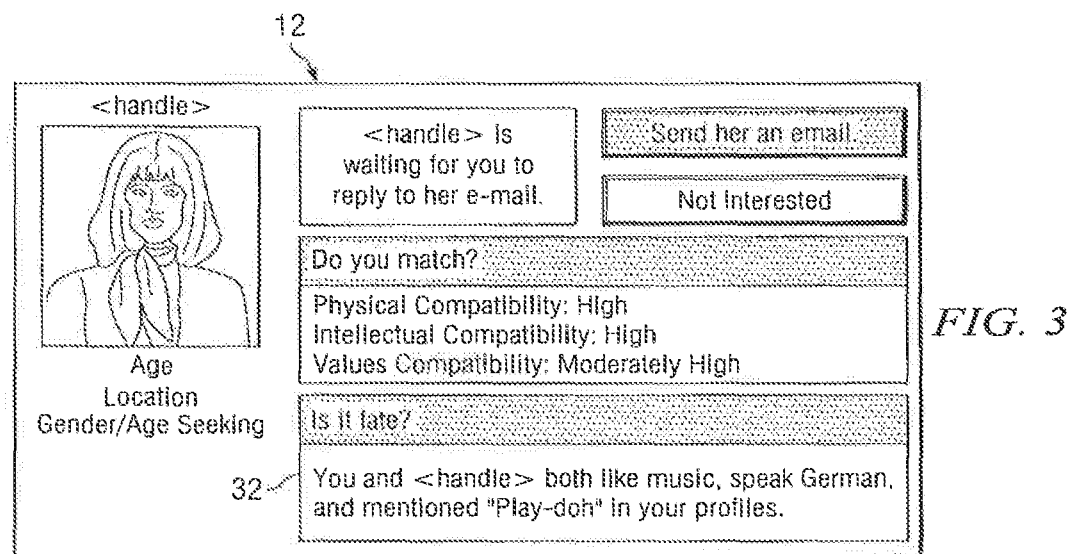 12
<handle>
<handle> is
waiting for you to
reply to her e-mail.
Send her an email.
Not Interested
Do you match?
Physical Compatibility: High
Intellectual Compatibility: High
Values Compatibility: Moderately High
FIG. 3
Age
Location
Gender/Age Seeking
Is it fate?
32
You and <handle> both like music, speak German,
and mentioned "Play-doh" in your profiles.